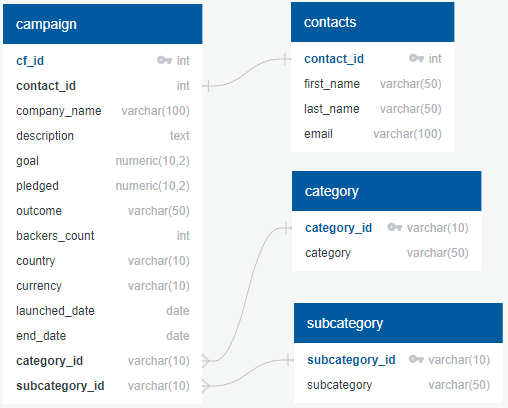 campaign
cf_id int
contact_id int
company_name varchar(100)
description text
goal numeric(10,2)
pledged numeric(10,2)
outcome varchar(50)
backers_count int
country varchar(10)
currency varchar(10)
launched_date date
end_date date
category_id varchar(10)
subcategory_id varchar(10)
contacts
contact_id int
first_name varchar(50)
last_name varchar(50)
email varchar(100)
category
category_id varchar(10)
category varchar(50)
subcategory
subcategory_id varchar(10)
subcategory varchar(50)